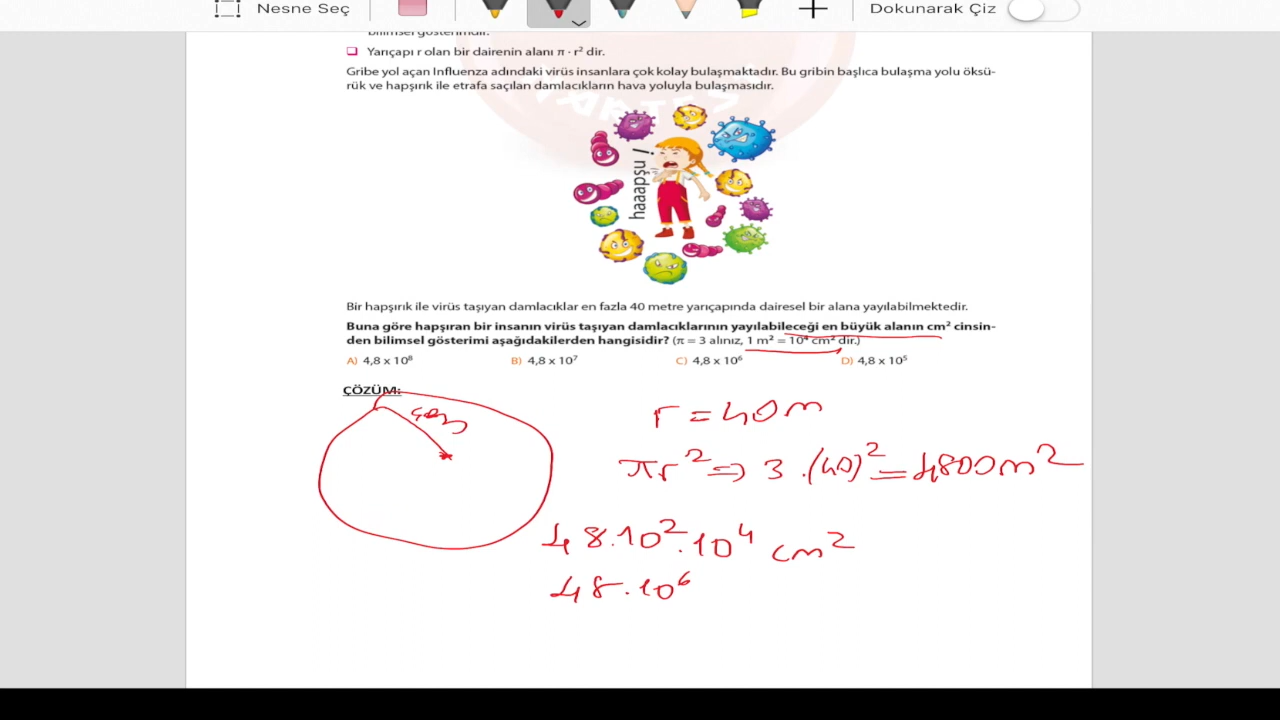 Nesne Seç
Dokunarak Çiz
bilimsel gösterimdir.
Yarıçapı r olan bir dairenin alanı π · r² dir.
Gribe yol açan Influenza adındaki virüs insanlara çok kolay bulaşmaktadır. Bu gribin başlıca bulaşma yolu öksü-
rük ve hapşırık ile etrafa saçılan damlacıkların hava yoluyla bulaşmasıdır.
haaapşu !
Bir hapşırık ile virüs taşıyan damlacıklar en fazla 40 metre yarıçapında dairesel bir alana yayılabilmektedir.
Buna göre hapşıran bir insanın virüs taşıyan damlacıklarının yayılabileceği en büyük alanın cm² cinsin-
den bilimsel gösterimi aşağıdakilerden hangisidir? (π = 3 alınız, 1 m² = 10⁴ cm² dir.)
A) 4,8 x 10⁸ B) 4,8 x 10⁷ C) 4,8 x 10⁶ D) 4,8 x 10⁵
ÇÖZÜM:
40m
r = 40m
πr² => 3 .(40)² = 4800m²
48.10².10⁴ cm²
48.10⁶